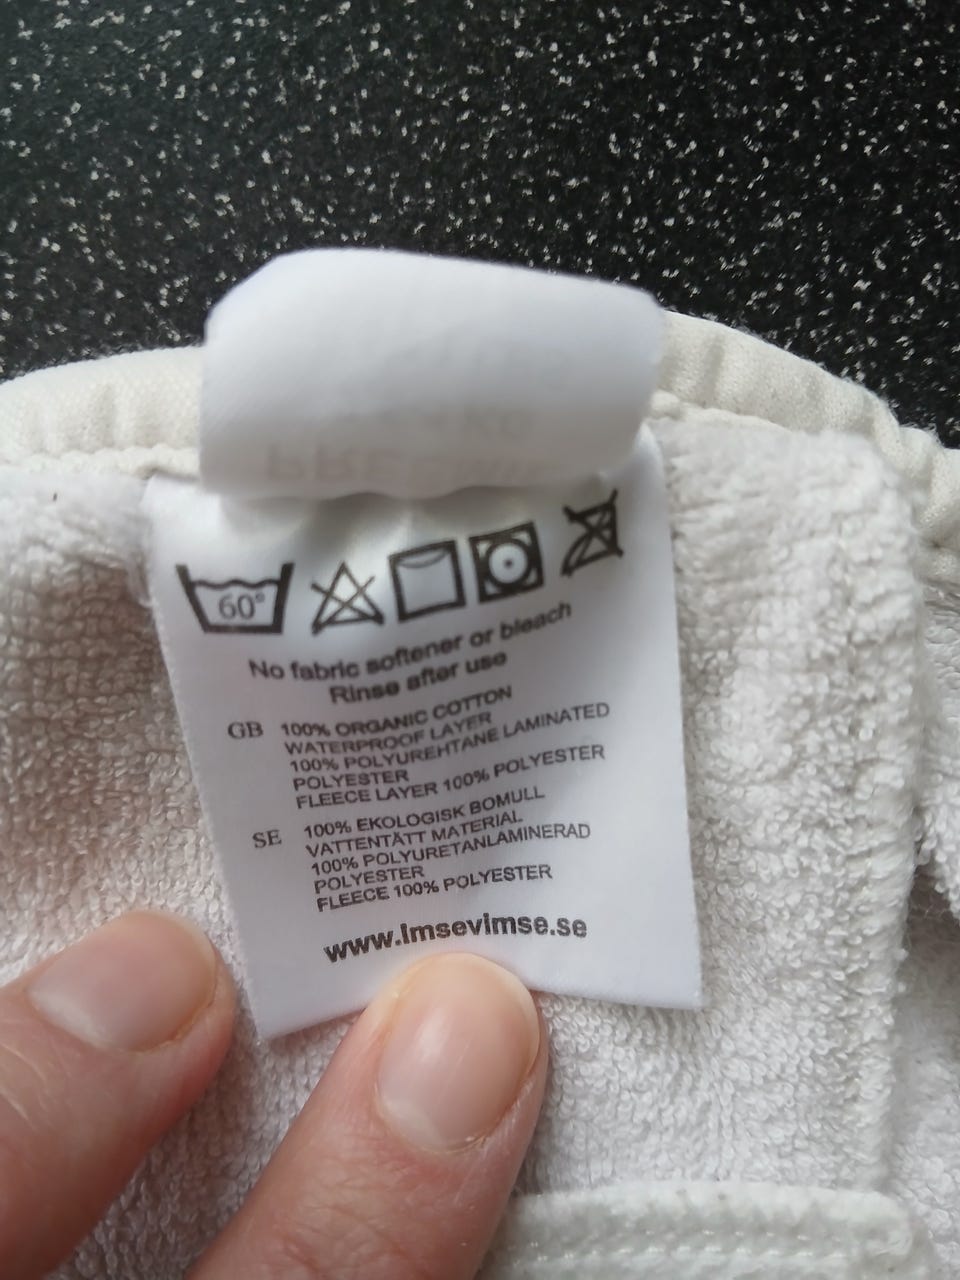 60°
No fabric softener or bleach
Rinse after use
GB 100% ORGANIC COTTON
WATERPROOF LAYER
100% POLYUREHTANE LAMINATED
POLYESTER
FLEECE LAYER 100% POLYESTER
SE 100% EKOLOGISK BOMULL
VATTENTÄTT MATERIAL
100% POLYURETANLAMINERAD
POLYESTER
FLEECE 100% POLYESTER
www.Imsevimse.se